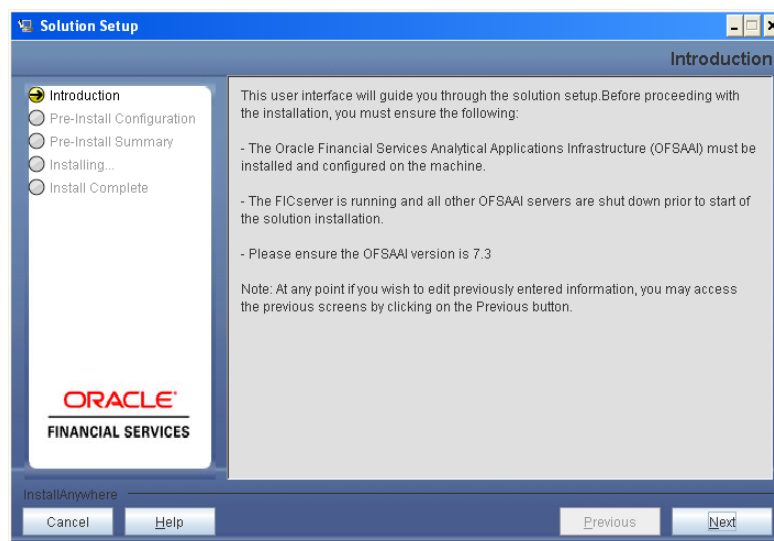 Solution Setup
Introduction
Introduction
Pre-Install Configuration
Pre-Install Summary
Installing...
Install Complete
This user interface will guide you through the solution setup.Before proceeding with
the installation, you must ensure the following:
- The Oracle Financial Services Analytical Applications Infrastructure (OFSAAI) must be
installed and configured on the machine.
- The FICserver is running and all other OFSAAI servers are shut down prior to start of
the solution installation.
- Please ensure the OFSAAI version is 7.3
Note: At any point if you wish to edit previously entered information, you may access
the previous screens by clicking on the Previous button.
ORACLE
FINANCIAL SERVICES
InstallAnywhere
Cancel
Help
Previous
Next